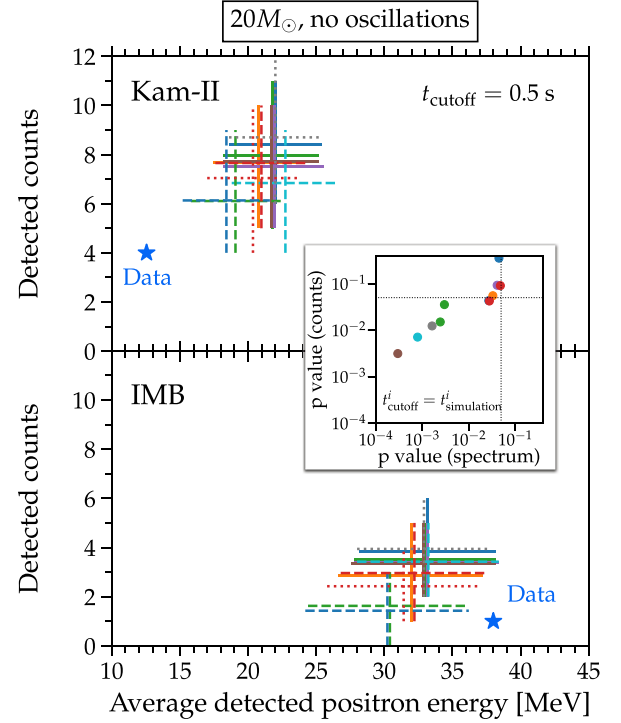 20M☉, no oscillations
12
10
8
6
4
2
0
Detected counts
Kam-II
t_cutoff = 0.5 s
Data
10⁻¹
10⁻²
10⁻³
10⁻⁴
p value (counts)
t^i_cutoff = t^i_simulation
10⁻⁴ 10⁻³ 10⁻² 10⁻¹
p value (spectrum)
IMB
10
8
6
4
2
0
Detected counts
Data
10 15 20 25 30 35 40 45
Average detected positron energy [MeV]